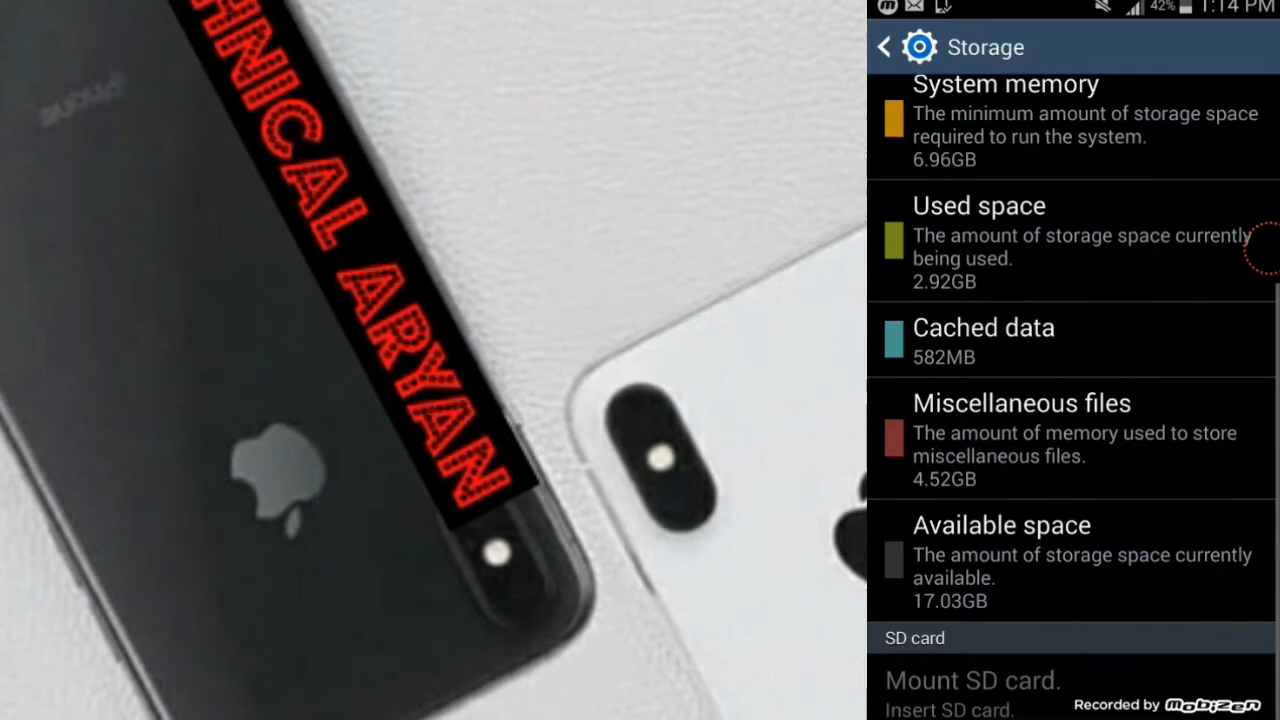 HNICAL ARYAN
42% 1:14 PM
Storage
System memory
The minimum amount of storage space
required to run the system.
6.96GB
Used space
The amount of storage space currently
being used.
2.92GB
Cached data
582MB
Miscellaneous files
The amount of memory used to store
miscellaneous files.
4.52GB
Available space
The amount of storage space currently
available.
17.03GB
SD card
Mount SD card.
Insert SD card.
Recorded by mobizen